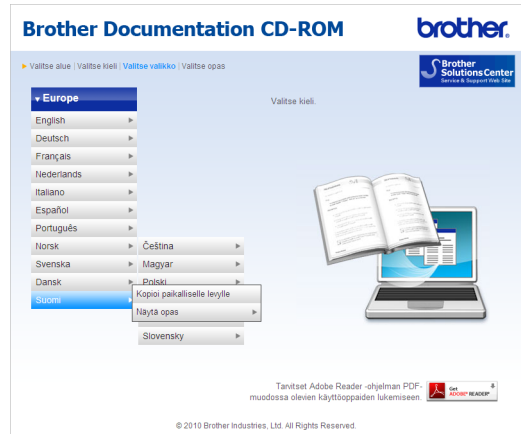 Brother Documentation CD-ROM
brother.
Valitse alue | Valitse kieli | Valitse valikko | Valitse opas
Brother
Solutions Center
Service & Support Web Site
Europe
Valitse kieli.
English
Deutsch
Français
Nederlands
Italiano
Español
Português
Norsk
Čeština
Svenska
Magyar
Dansk
Polski
Suomi
Kopioi paikalliselle levylle
Näytä opas
Slovensky
Tarvitset Adobe Reader -ohjelman PDF-
muodossa olevien käyttöoppaiden lukemiseen.
Get
ADOBE® READER®
© 2010 Brother Industries, Ltd. All Rights Reserved.